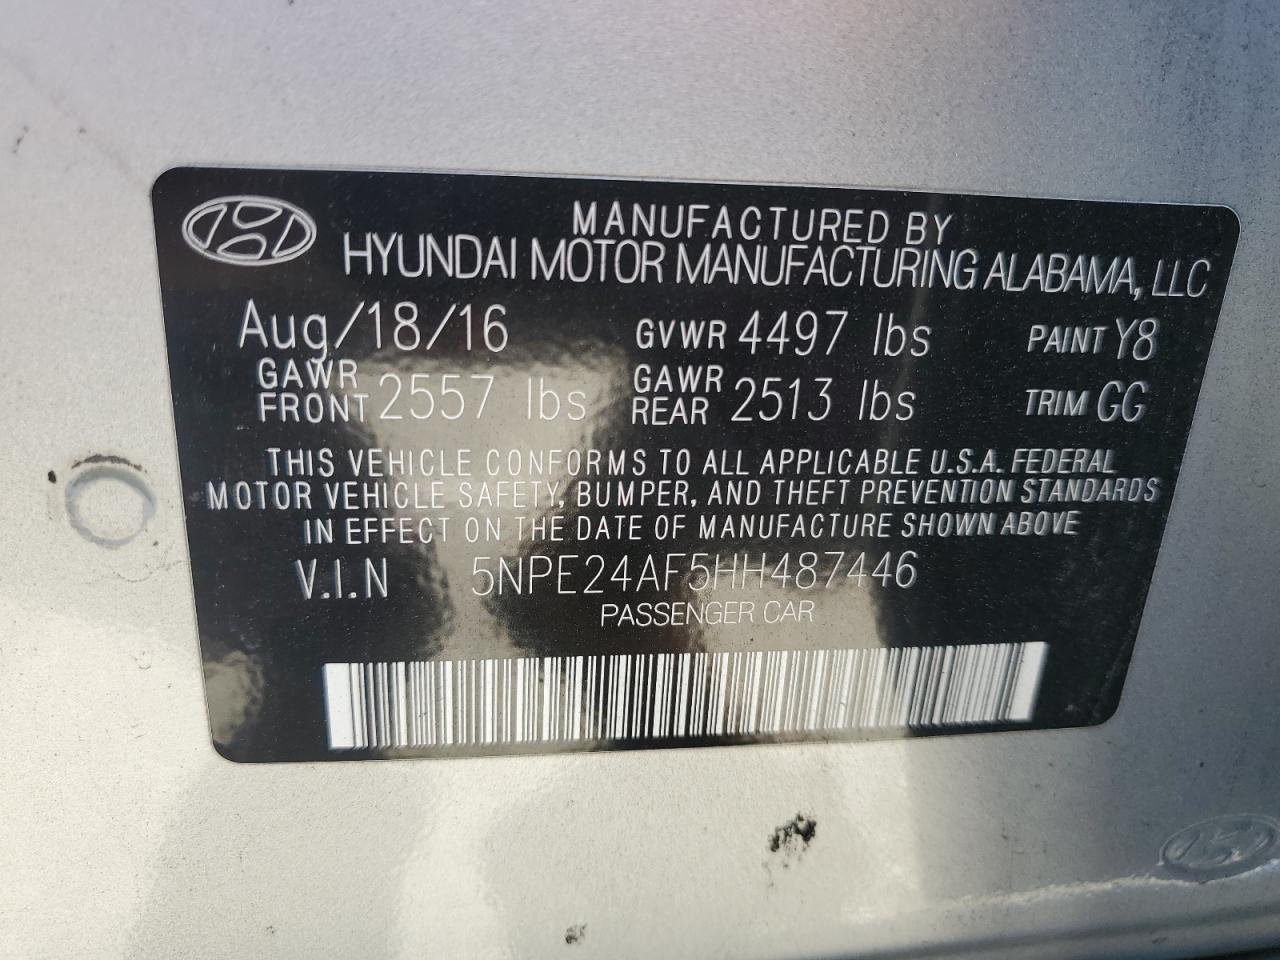 MANUFACTURED BY
HYUNDAI MOTOR MANUFACTURING ALABAMA, LLC
Aug/18/16 GVWR 4497 lbs PAINT Y8
GAWR FRONT 2557 lbs GAWR REAR 2513 lbs TRIM GG
THIS VEHICLE CONFORMS TO ALL APPLICABLE U.S.A. FEDERAL
MOTOR VEHICLE SAFETY, BUMPER, AND THEFT PREVENTION STANDARDS
IN EFFECT ON THE DATE OF MANUFACTURE SHOWN ABOVE
V.I.N 5NPE24AF5HH487446
PASSENGER CAR